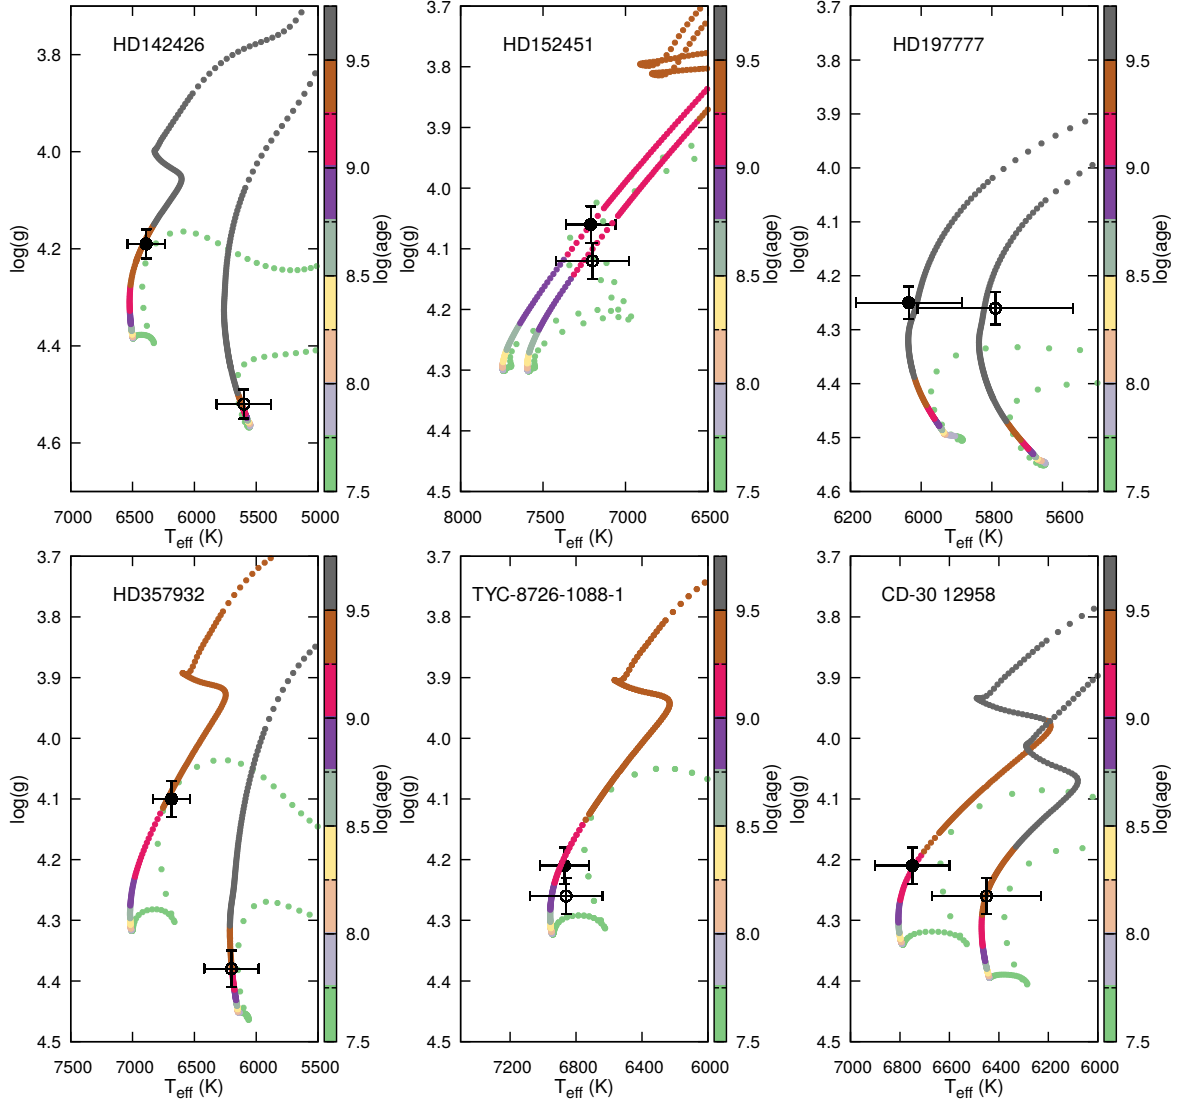 HD142426
3.8
4.0
4.2
4.4
4.6
log(g)
7000 6500 6000 5500 5000
T_eff (K)
9.5
9.0
8.5
8.0
7.5
log(age)
HD152451
3.7
3.8
3.9
4.0
4.1
4.2
4.3
4.4
4.5
log(g)
8000 7500 7000 6500
T_eff (K)
9.5
9.0
8.5
8.0
7.5
log(age)
HD197777
3.7
3.8
3.9
4.0
4.1
4.2
4.3
4.4
4.5
4.6
log(g)
6200 6000 5800 5600
T_eff (K)
9.5
9.0
8.5
8.0
7.5
log(age)
HD357932
3.7
3.8
3.9
4.0
4.1
4.2
4.3
4.4
4.5
log(g)
7500 7000 6500 6000 5500
T_eff (K)
9.5
9.0
8.5
8.0
7.5
log(age)
TYC-8726-1088-1
3.7
3.8
3.9
4.0
4.1
4.2
4.3
4.4
4.5
log(g)
7200 6800 6400 6000
T_eff (K)
9.5
9.0
8.5
8.0
7.5
log(age)
CD-30 12958
3.7
3.8
3.9
4.0
4.1
4.2
4.3
4.4
4.5
log(g)
7000 6800 6600 6400 6200 6000
T_eff (K)
9.5
9.0
8.5
8.0
7.5
log(age)